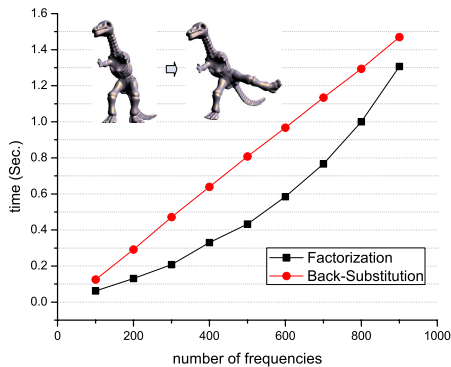 1.6
1.4
1.2
1.0
0.8
0.6
0.4
0.2
0.0
time (Sec.)
Factorization
Back-Substitution
0 200 400 600 800 1000
number of frequencies